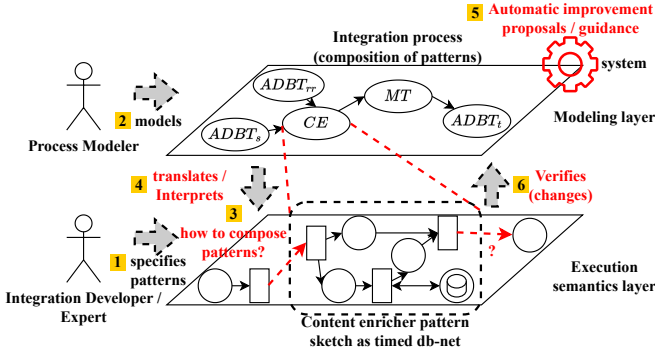 5 Automatic improvement
proposals / guidance
Integration process
(composition of patterns)
system
ADBT_rr
MT
ADBT_s
CE
ADBT_t
Modeling layer
2 models
Process Modeler
4 translates /
Interprets
6 Verifies
(changes)
3
how to compose
patterns?
?
1 specifies
patterns
Integration Developer /
Expert
Execution
semantics layer
Content enricher pattern
sketch as timed db-net